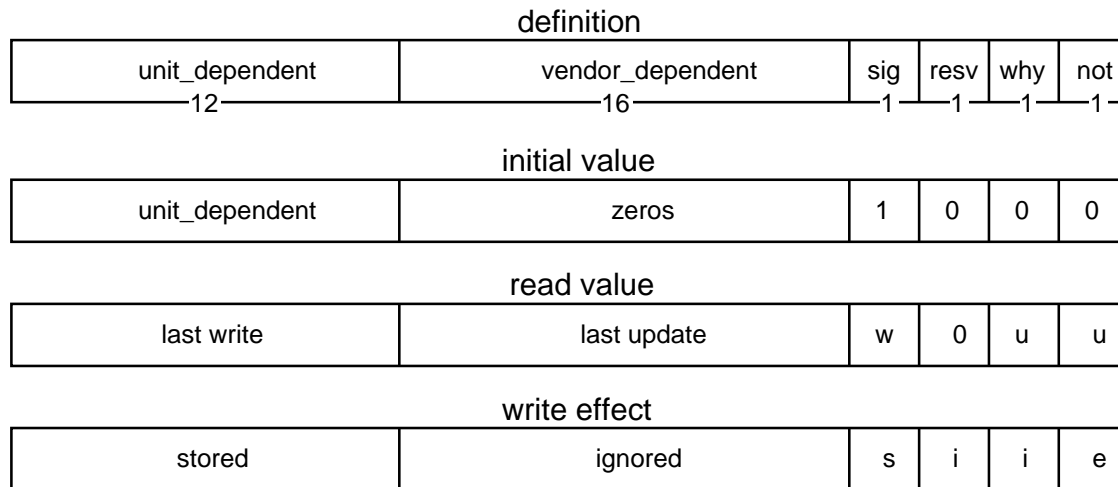 definition
unit_dependent vendor_dependent sig resv why not
12 16 1 1 1 1
initial value
unit_dependent zeros 1 0 0 0
read value
last write last update w 0 u u
write effect
stored ignored s i i e